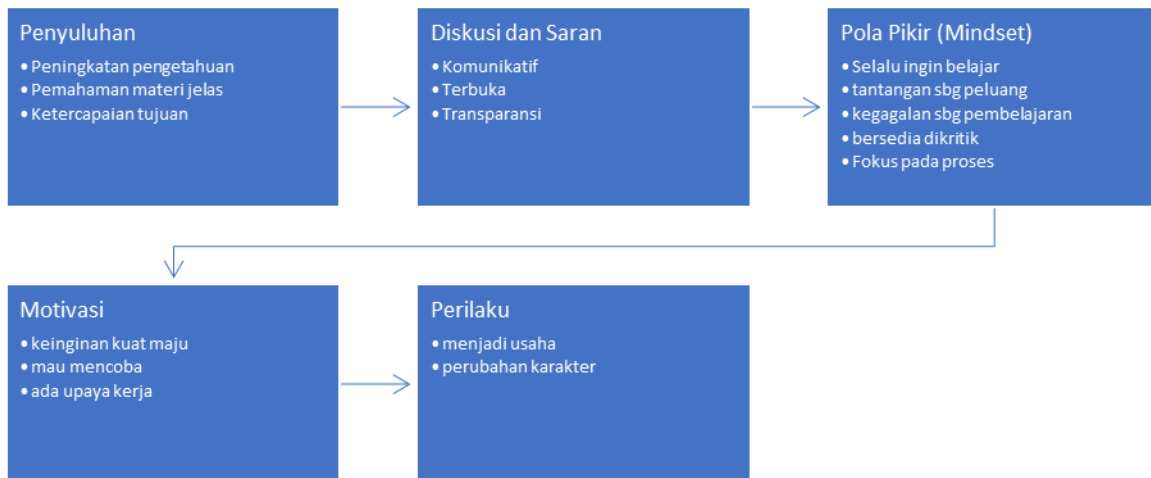 Penyuluhan
• Peningkatan pengetahuan
• Pemahaman materi jelas
• Ketercapaian tujuan
Diskusi dan Saran
• Komunikatif
• Terbuka
• Transparansi
Pola Pikir (Mindset)
• Selalu ingin belajar
• tantangan sbg peluang
• kegagalan sbg pembelajaran
• bersedia dikritik
• Fokus pada proses
Motivasi
• keinginan kuat maju
• mau mencoba
• ada upaya kerja
Perilaku
• menjadi usaha
• perubahan karakter